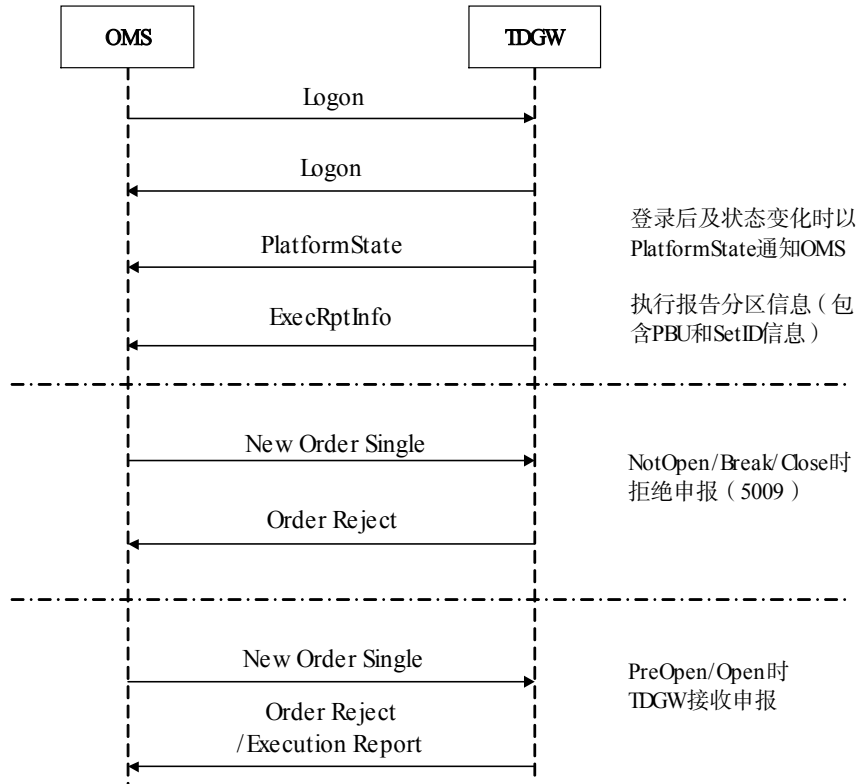 OMS
TDGW
Logon
Logon
登录后及状态变化时以
PlatformState通知OMS
PlatformState
执行报告分区信息（包
含PBU和SetID信息）
ExecRptInfo
New Order Single
NotOpen/Break/Close时
拒绝申报（5009）
Order Reject
New Order Single
PreOpen/Open时
TDGW接收申报
Order Reject
/Execution Report